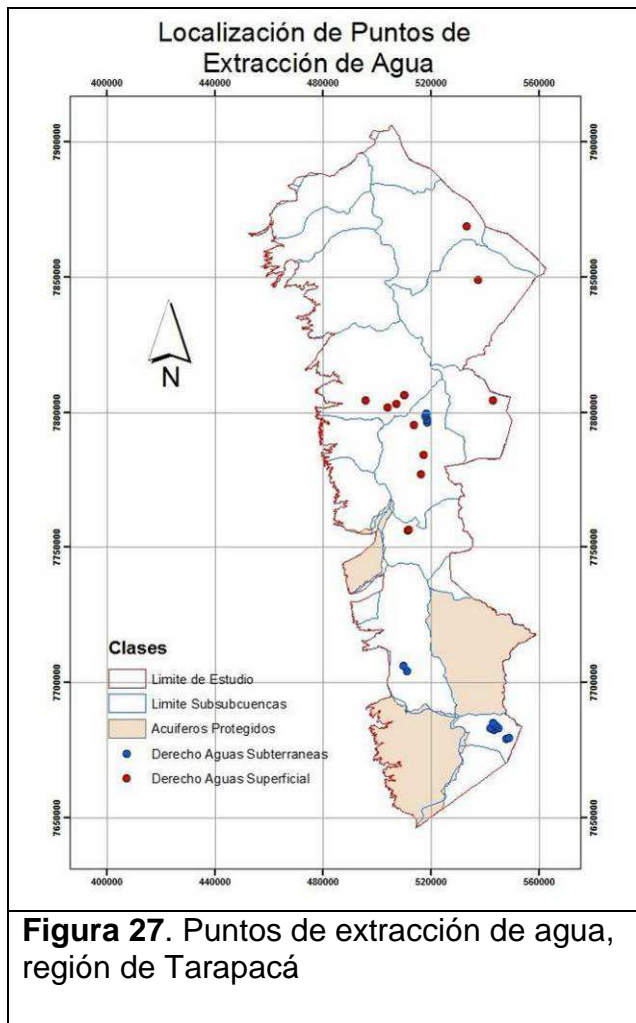 Localización de Puntos de
Extracción de Agua
400000 440000 480000 520000 560000
7900000 7900000
7850000 7850000
N
7800000 7800000
7750000 7750000
Clases
Limite de Estudio
7700000 7700000
Limite Subsubcuencas
Acuiferos Protegidos
Derecho Aguas Subterraneas
Derecho Aguas Superficial
7650000 7650000
400000 440000 480000 520000 560000
Figura 27. Puntos de extracción de agua,
región de Tarapacá